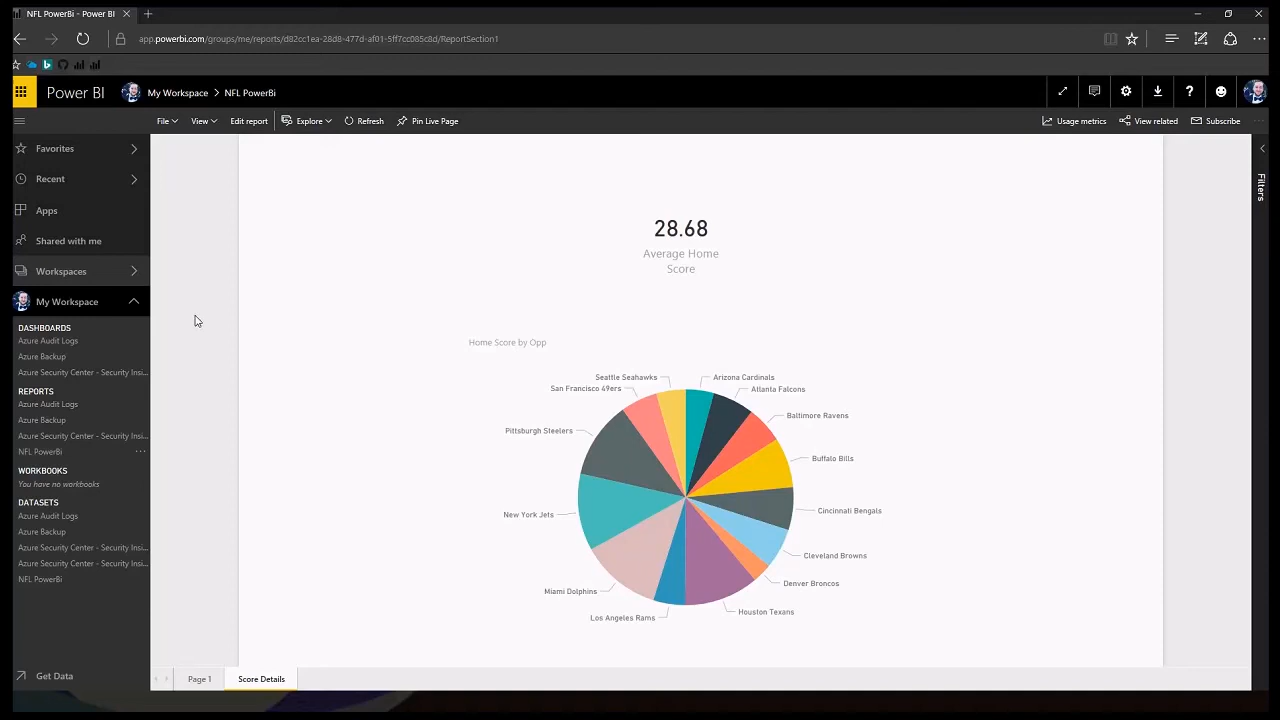 NFL PowerBi - Power BI
app.powerbi.com/groups/me/reports/d82cc1ea-28d8-477d-af01-5ff7cc085c8d/ReportSection1
Power BI
My Workspace > NFL PowerBi
File
View
Edit report
Explore
Refresh
Pin Live Page
Usage metrics
View related
Subscribe
Favorites
Recent
Apps
Shared with me
Workspaces
My Workspace
DASHBOARDS
Azure Audit Logs
Azure Backup
Azure Security Center - Security Insi...
REPORTS
Azure Audit Logs
Azure Backup
Azure Security Center - Security Insi...
NFL PowerBi
WORKBOOKS
You have no workbooks
DATASETS
Azure Audit Logs
Azure Backup
Azure Security Center - Security Insi...
Azure Security Center - Security Insi...
NFL PowerBi
Get Data
28.68
Average Home
Score
Home Score by Opp
Seattle Seahawks
Arizona Cardinals
San Francisco 49ers
Atlanta Falcons
Baltimore Ravens
Pittsburgh Steelers
Buffalo Bills
New York Jets
Cincinnati Bengals
Cleveland Browns
Denver Broncos
Miami Dolphins
Houston Texans
Los Angeles Rams
Filters
Page 1
Score Details